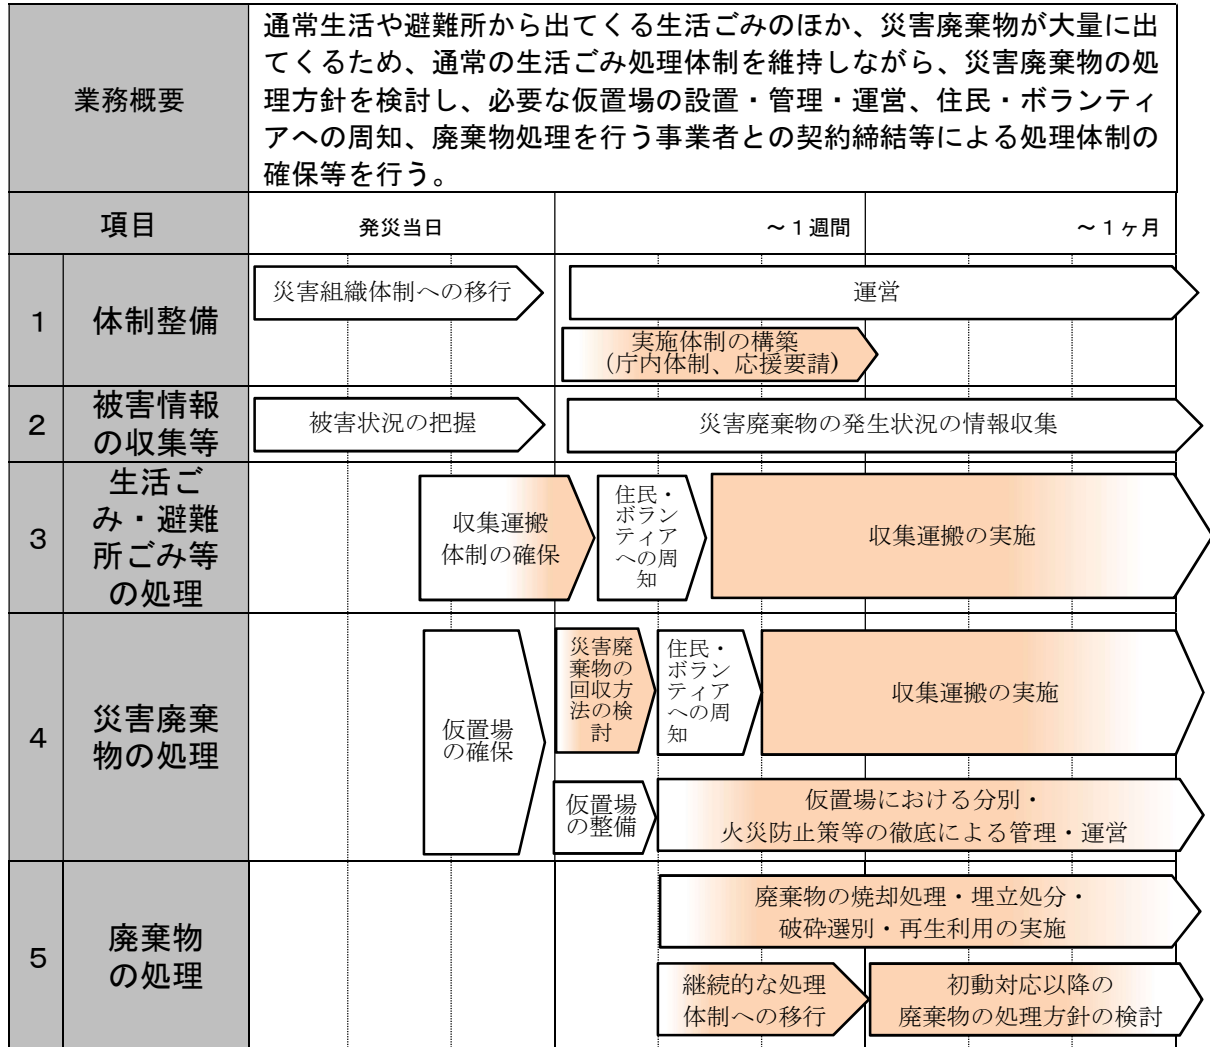 業務概要
通常生活や避難所から出てくる生活ごみのほか、災害廃棄物が大量に出
てくるため、通常の生活ごみ処理体制を維持しながら、災害廃棄物の処
理方針を検討し、必要な仮置場の設置・管理・運営、住民・ボランティ
アへの周知、廃棄物処理を行う事業者との契約締結等による処理体制の
確保等を行う。
項目
発災当日
～１週間
～１ヶ月
1
体制整備
災害組織体制への移行
運営
実施体制の構築
(庁内体制、応援要請)
2
被害情報
の収集等
被害状況の把握
災害廃棄物の発生状況の情報収集
3
生活ご
み・避難
所ごみ等
の処理
収集運搬
体制の確保
住民・
ボラン
ティア
への周
知
収集運搬の実施
4
災害廃棄
物の処理
仮置場
の確保
災害廃
棄物の
回収方
法の検
討
住民・
ボラン
ティア
への周
知
収集運搬の実施
仮置場
の整備
仮置場における分別・
火災防止策等の徹底による管理・運営
5
廃棄物
の処理
廃棄物の焼却処理・埋立処分・
破砕選別・再生利用の実施
継続的な処理
体制への移行
初動対応以降の
廃棄物の処理方針の検討